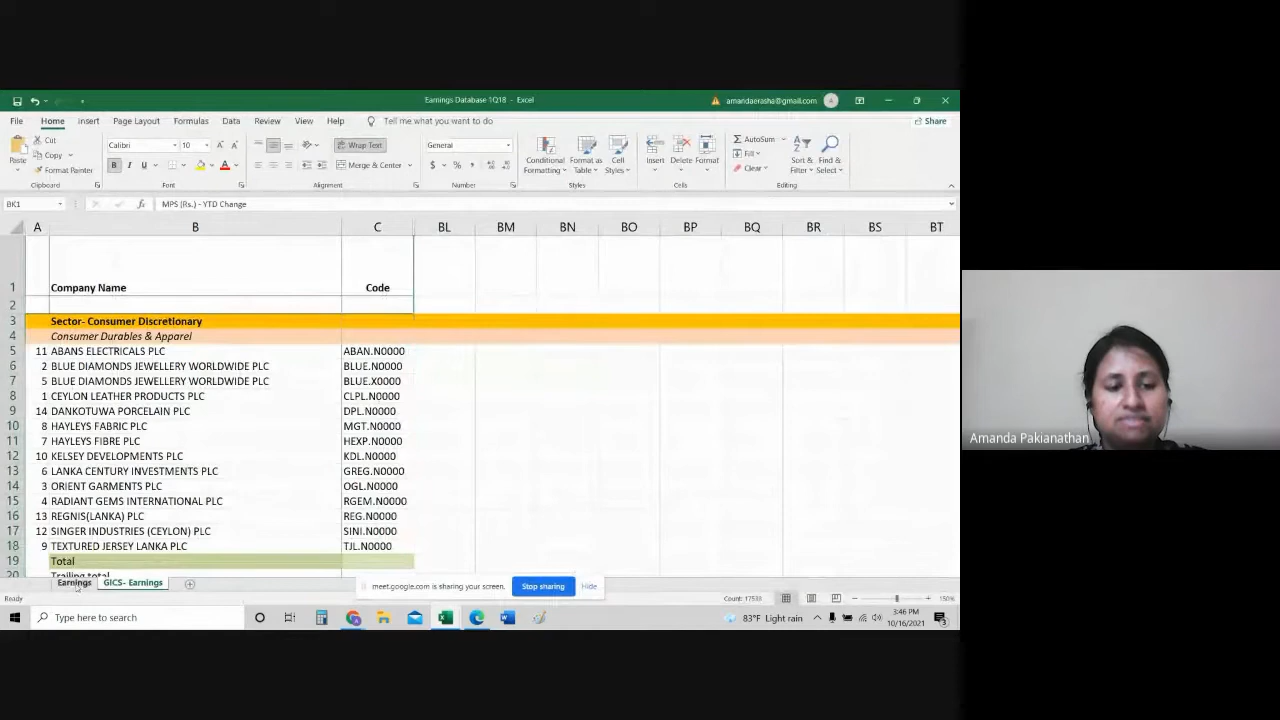 Earnings Database 1Q18 - Excel
amandaerasha@gmail.com A
File Home Insert Page Layout Formulas Data Review View Help Tell me what you want to do Share
Paste Cut Copy Format Painter
Calibri 10
Wrap Text
Merge & Center
General
Conditional Formatting
Format as Table
Cell Styles
Insert Delete Format
AutoSum Fill Clear
Sort & Filter
Find & Select
Clipboard Font Alignment Number Styles Cells Editing
BK1 fx MPS (Rs.) - YTD Change
A B C BL BM BN BO BP BQ BR BS BT
1 Company Name Code
2
3 Sector- Consumer Discretionary
4 Consumer Durables & Apparel
5 11 ABANS ELECTRICALS PLC ABAN.N0000
6 2 BLUE DIAMONDS JEWELLERY WORLDWIDE PLC BLUE.N0000
7 5 BLUE DIAMONDS JEWELLERY WORLDWIDE PLC BLUE.X0000
8 1 CEYLON LEATHER PRODUCTS PLC CLPL.N0000
9 14 DANKOTUWA PORCELAIN PLC DPL.N0000
10 8 HAYLEYS FABRIC PLC MGT.N0000
11 7 HAYLEYS FIBRE PLC HEXP.N0000
12 10 KELSEY DEVELOPMENTS PLC KDL.N0000
13 6 LANKA CENTURY INVESTMENTS PLC GREG.N0000
14 3 ORIENT GARMENTS PLC OGL.N0000
15 4 RADIANT GEMS INTERNATIONAL PLC RGEM.N0000
16 13 REGNIS(LANKA) PLC REG.N0000
17 12 SINGER INDUSTRIES (CEYLON) PLC SINI.N0000
18 9 TEXTURED JERSEY LANKA PLC TJL.N0000
19 Total
20 Trailing total
Earnings GICS- Earnings
meet.google.com is sharing your screen. Stop sharing Hide
Ready Count: 17533 150%
Type here to search
83°F Light rain 3:46 PM
10/16/2021 3
Amanda Pakianathan